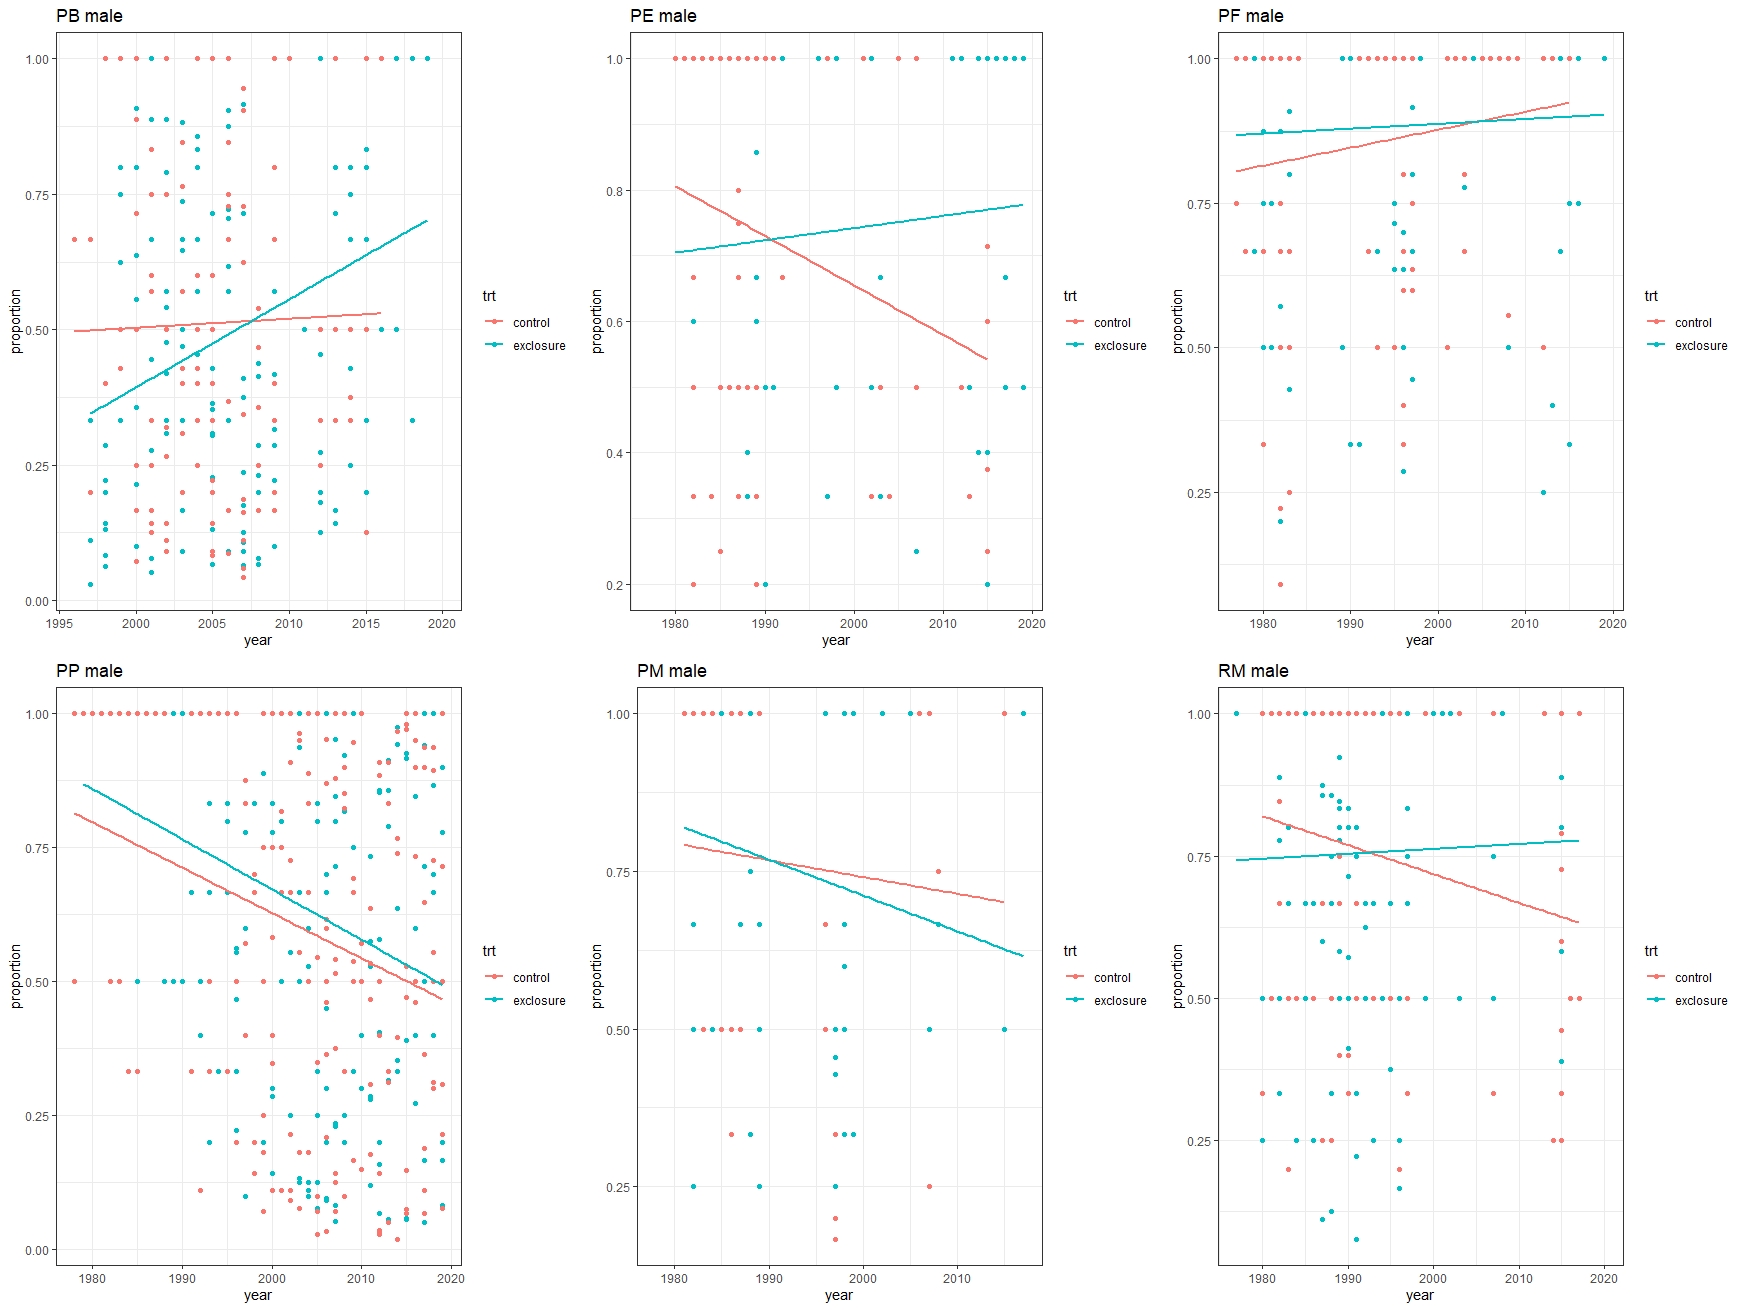 PB male
proportion
1.00
0.75
0.50
0.25
0.00
1995
2000
2005
2010
2015
2020
year
trt
control
exclosure
PE male
proportion
1.0
0.8
0.6
0.4
0.2
1980
1990
2000
2010
2020
year
trt
control
exclosure
PF male
proportion
1.00
0.75
0.50
0.25
1980
1990
2000
2010
2020
year
trt
control
exclosure
PP male
proportion
1.00
0.75
0.50
0.25
0.00
1980
1990
2000
2010
2020
year
trt
control
exclosure
PM male
proportion
1.00
0.75
0.50
0.25
1980
1990
2000
2010
year
trt
control
exclosure
RM male
proportion
1.00
0.75
0.50
0.25
1980
1990
2000
2010
2020
year
trt
control
exclosure